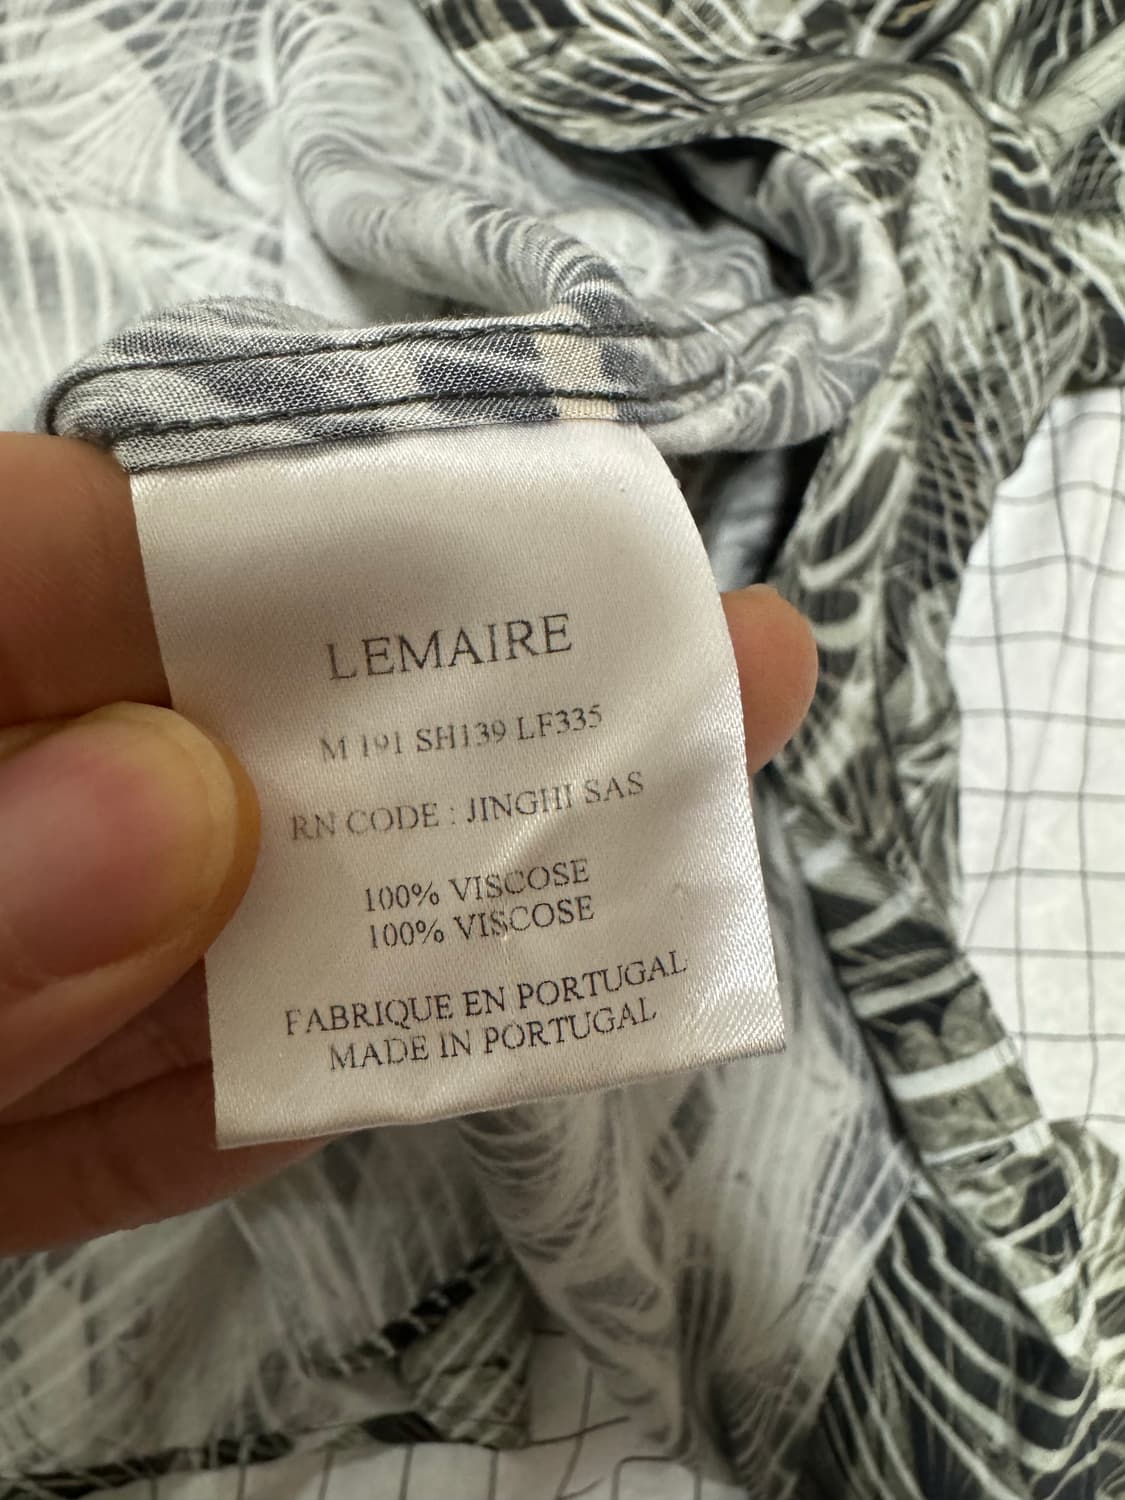 LEMAIRE
M 191 SH139 LF335
RN CODE : JINGHI SAS
100% VISCOSE
100% VISCOSE
FABRIQUE EN PORTUGAL
MADE IN PORTUGAL